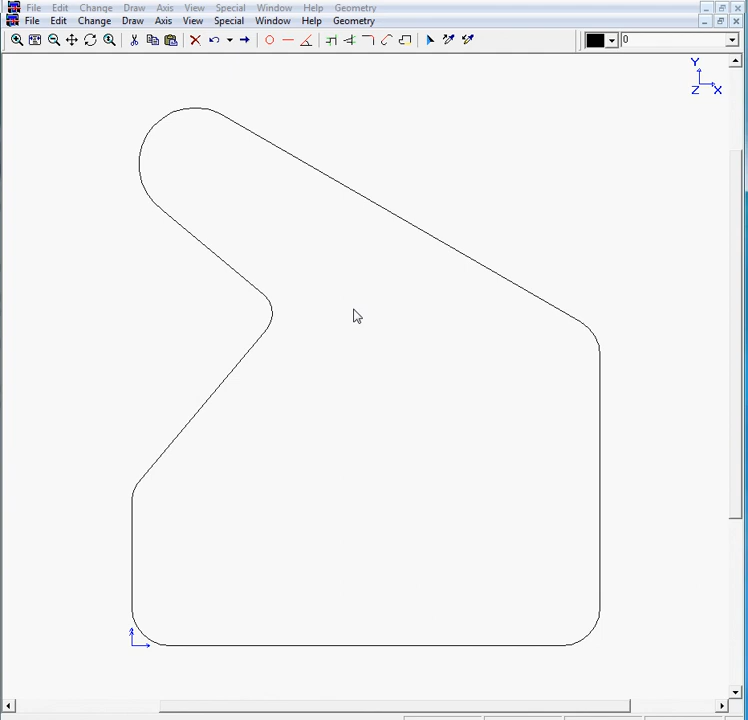 File Edit Change Draw Axis View Special Window Help Geometry
File Edit Change Draw Axis View Special Window Help Geometry
0
Y
Z X